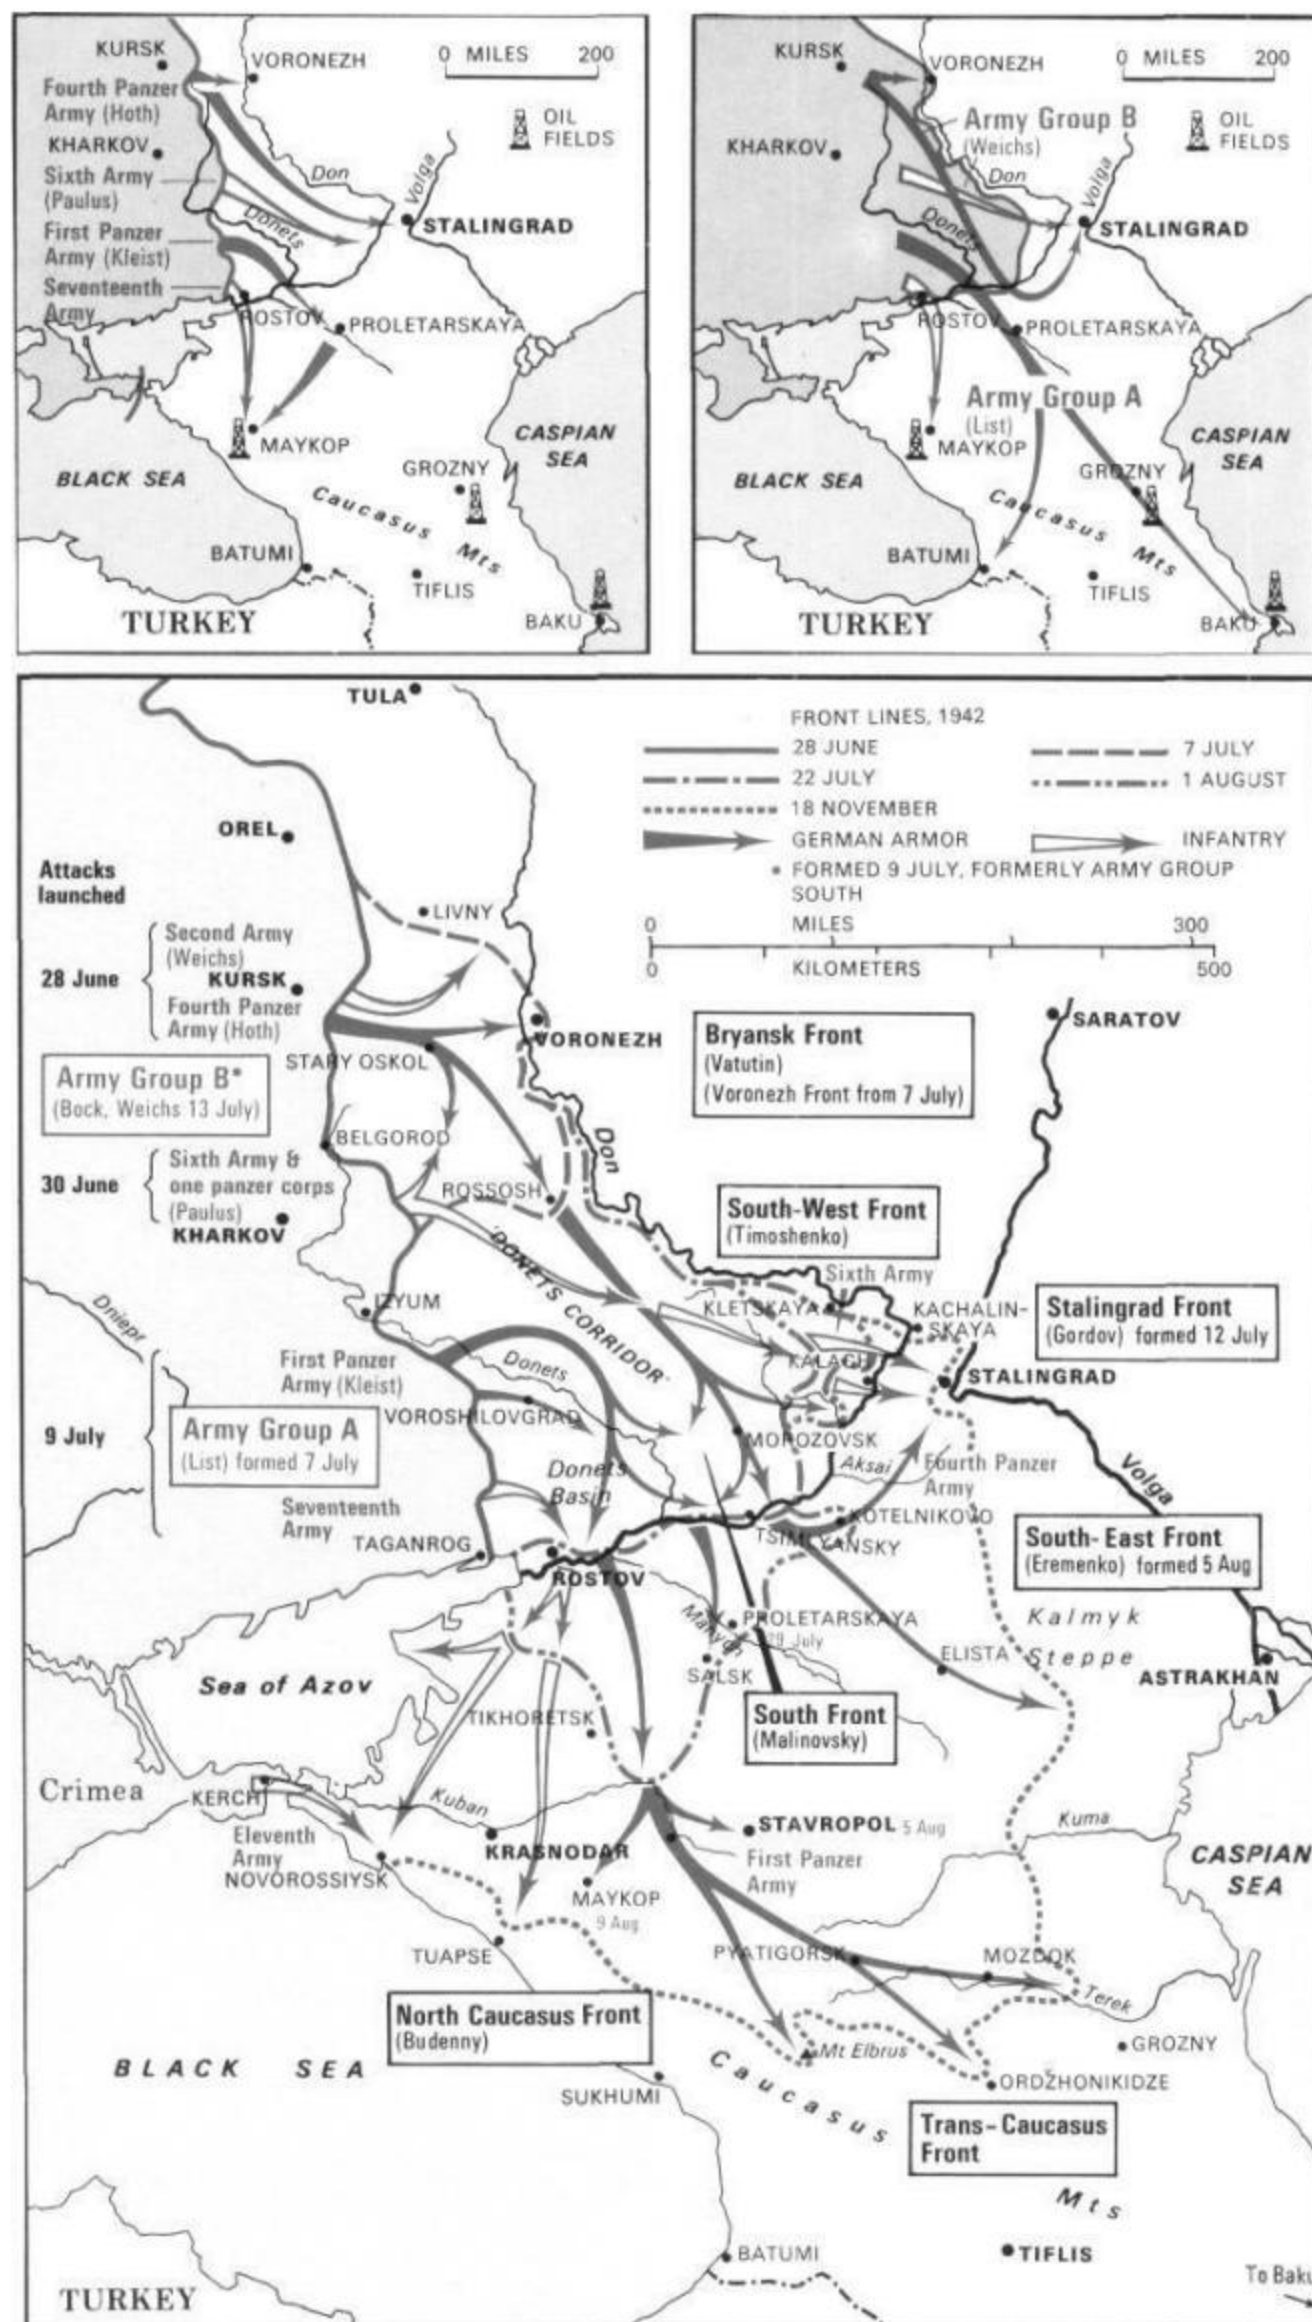 KURSK
VORONEZH
0 MILES 200
Fourth Panzer
Army (Hoth)
OIL
FIELDS
KHARKOV
Sixth Army
(Paulus)
Don
Volga
Donets
STALINGRAD
First Panzer
Army (Kleist)
Seventeenth
Army
ROSTOV
PROLETARSKAYA
MAYKOP
CASPIAN
SEA
BLACK SEA
GROZNY
Caucasus Mts
BATUMI
TIFLIS
TURKEY
BAKU
KURSK
VORONEZH
0 MILES 200
Army Group B
(Weichs)
OIL
FIELDS
KHARKOV
Don
Volga
Donets
STALINGRAD
ROSTOV
PROLETARSKAYA
Army Group A
(List)
MAYKOP
CASPIAN
SEA
BLACK SEA
GROZNY
Caucasus Mts
BATUMI
TIFLIS
TURKEY
BAKU
TULA
FRONT LINES, 1942
28 JUNE
7 JULY
22 JULY
1 AUGUST
18 NOVEMBER
GERMAN ARMOR
INFANTRY
• FORMED 9 JULY, FORMERLY ARMY GROUP
SOUTH
0 MILES 300
0 KILOMETERS 500
OREL
Attacks
launched
LIVNY
28 June
Second Army
(Weichs)
KURSK
Fourth Panzer
Army (Hoth)
VORONEZH
STARY OSKOL
Bryansk Front
(Vatutin)
(Voronezh Front from 7 July)
SARATOV
Army Group B*
(Bock, Weichs 13 July)
BELGOROD
Don
30 June
Sixth Army &
one panzer corps
(Paulus)
KHARKOV
ROSSOSH
South-West Front
(Timoshenko)
'DONETS CORRIDOR'
Sixth Army
IZYUM
KLETSKAYA
KACHALIN-
SKAYA
Stalingrad Front
(Gordov) formed 12 July
Dniepr
First Panzer
Army (Kleist)
Donets
KALACH
STALINGRAD
VOROSHILOVGRAD
9 July
Army Group A
(List) formed 7 July
MOROZOVSK
Aksai
Fourth Panzer
Army
Volga
Donets
Basin
Seventeenth
Army
TAGANROG
KOTELNIKOVO
TSIMLYANSKY
South-East Front
(Eremenko) formed 5 Aug
ROSTOV
Manych
PROLETARSKAYA
29 July
Kalmyk
Steppe
SALSK
ELISTA
ASTRAKHAN
Sea of Azov
TIKHORETSK
South Front
(Malinovsky)
Crimea
KERCH
Kuban
Eleventh
Army
NOVOROSSIYSK
KRASNODAR
STAVROPOL 5 Aug
Kuma
First Panzer
Army
CASPIAN
SEA
MAYKOP
9 Aug
TUAPSE
PYATIGORSK
MOZDOK
Terek
North Caucasus Front
(Budenny)
Mt Elbrus
GROZNY
BLACK SEA
SUKHUMI
ORDŽHONIKIDZE
Caucasus
Trans-Caucasus
Front
Mts
BATUMI
TIFLIS
To Baku
TURKEY